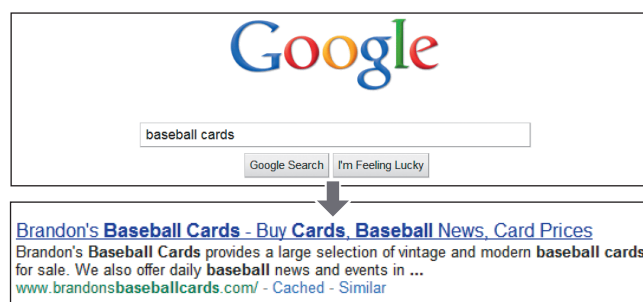 Google
baseball cards
Google Search I'm Feeling Lucky
Brandon's Baseball Cards - Buy Cards, Baseball News, Card Prices
Brandon's Baseball Cards provides a large selection of vintage and modern baseball cards
for sale. We also offer daily baseball news and events in ...
www.brandonsbaseballcards.com/ - Cached - Similar